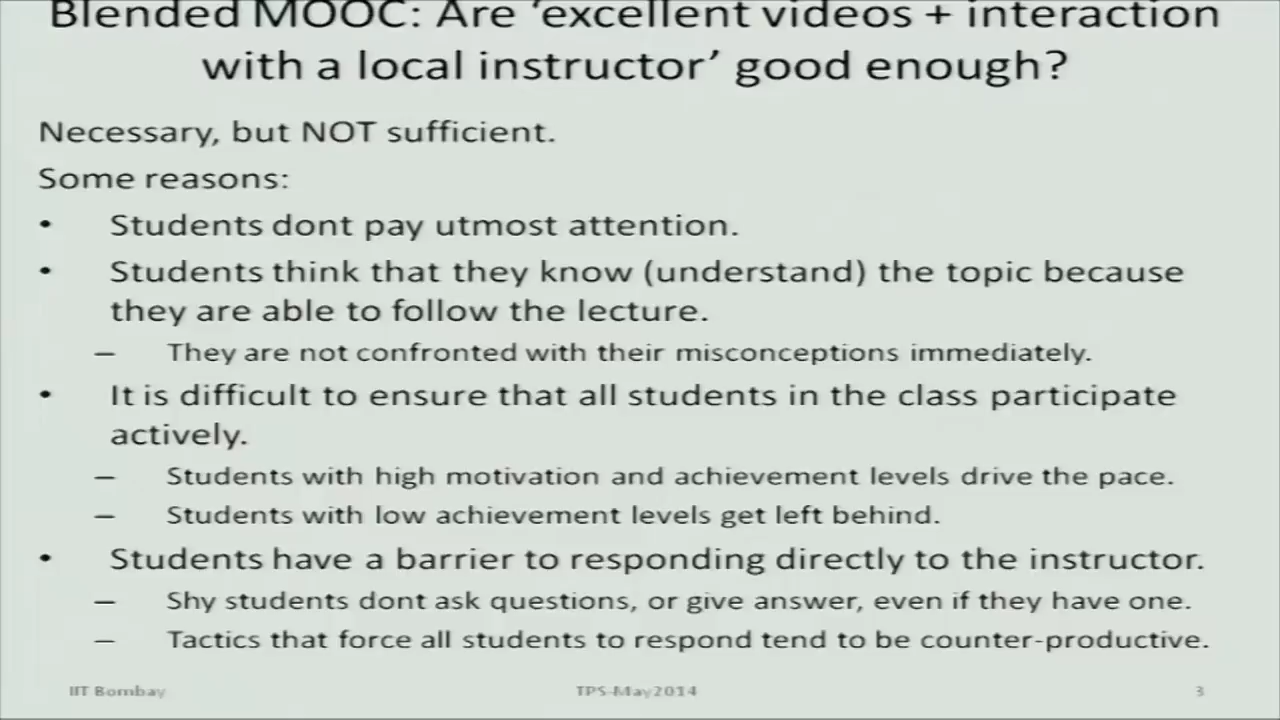 Blended MOOC: Are ‘excellent videos + interaction
with a local instructor’ good enough?
Necessary, but NOT sufficient.
Some reasons:
• Students dont pay utmost attention.
• Students think that they know (understand) the topic because
they are able to follow the lecture.
– They are not confronted with their misconceptions immediately.
• It is difficult to ensure that all students in the class participate
actively.
– Students with high motivation and achievement levels drive the pace.
– Students with low achievement levels get left behind.
• Students have a barrier to responding directly to the instructor.
– Shy students dont ask questions, or give answer, even if they have one.
– Tactics that force all students to respond tend to be counter-productive.
IIT Bombay TPS-May2014 3